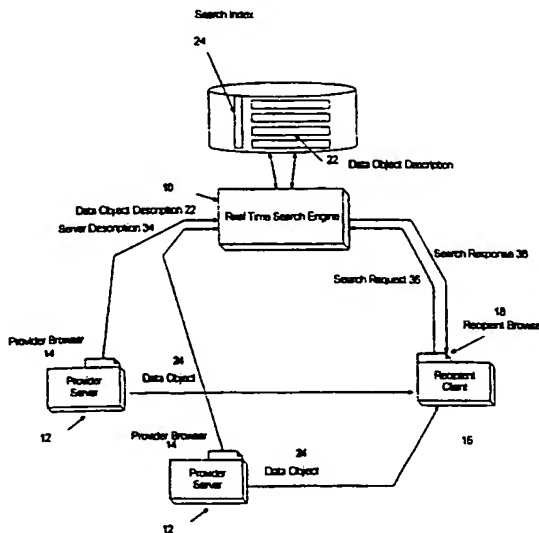 Search Index
24
22 Data Object Description
10
Real Time Search Engine
Data Object Description 22
Server Description 34
Search Response 38
Search Request 36
18
Recipient Browser
Provider Browser
14
Provider
Server
24
Data Object
Recipient
Client
12
Provider Browser
14
24
Data Object
16
Provider
Server
12